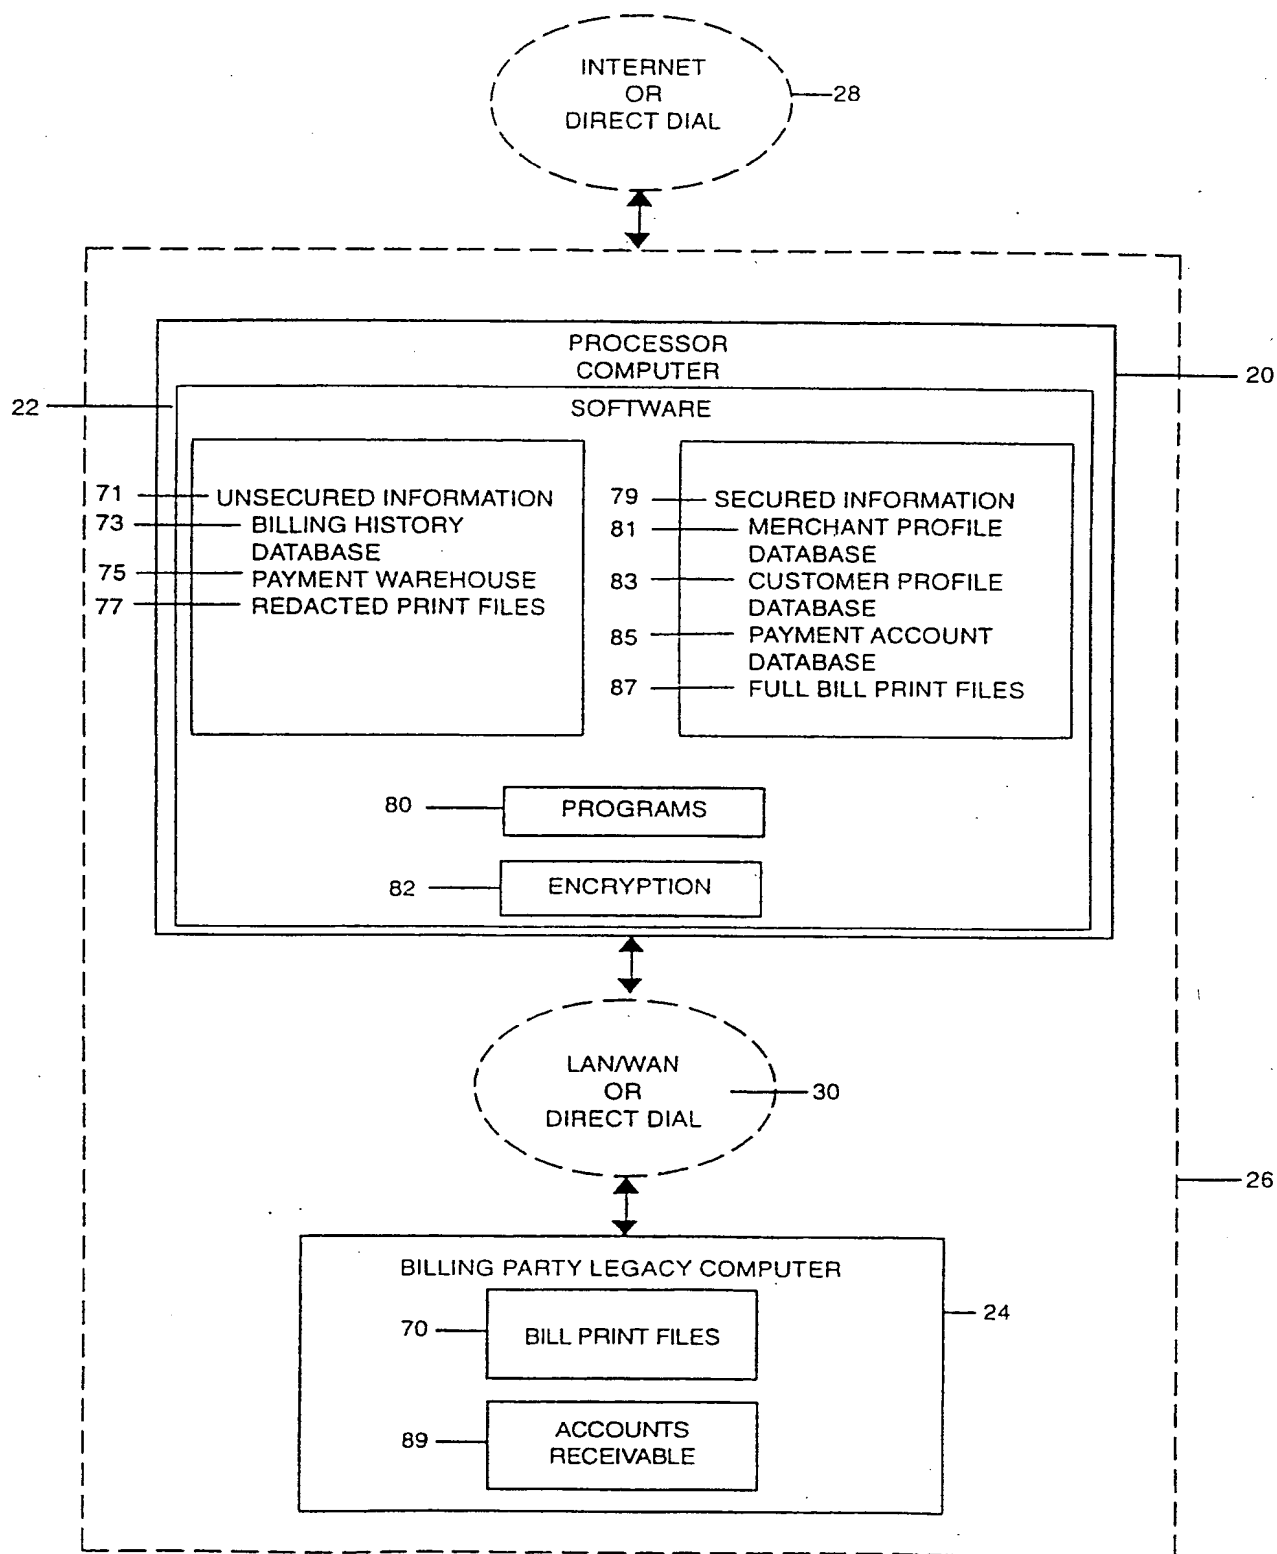 INTERNET
OR
DIRECT DIAL
28
PROCESSOR
COMPUTER
20
22
SOFTWARE
71 UNSECURED INFORMATION
73 BILLING HISTORY
DATABASE
75 PAYMENT WAREHOUSE
77 REDACTED PRINT FILES
79 SECURED INFORMATION
81 MERCHANT PROFILE
DATABASE
83 CUSTOMER PROFILE
DATABASE
85 PAYMENT ACCOUNT
DATABASE
87 FULL BILL PRINT FILES
80 PROGRAMS
82 ENCRYPTION
LAN/WAN
OR
DIRECT DIAL
30
26
BILLING PARTY LEGACY COMPUTER
24
70 BILL PRINT FILES
89 ACCOUNTS
RECEIVABLE